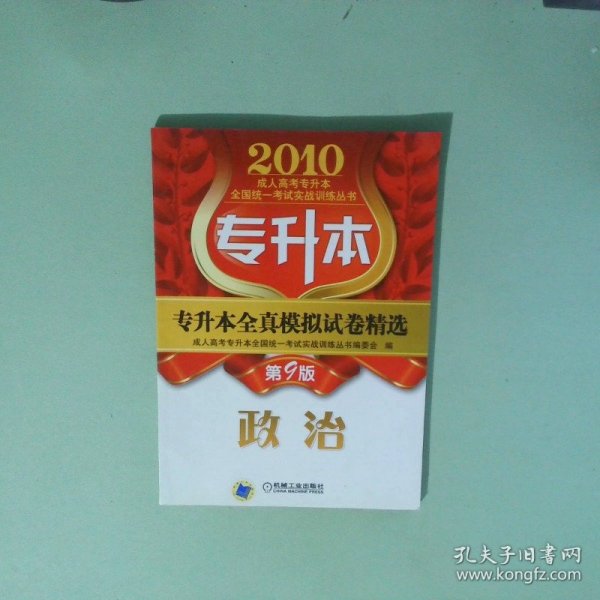 2010
成人高考专升本
全国统一考试实战训练丛书
专升本
专升本全真模拟试卷精选
成人高考专升本全国统一考试实战训练丛书编委会 编
第9版
政治
机械工业出版社
CHINA MACHINE PRESS
孔夫子旧书网
www.kongfz.com